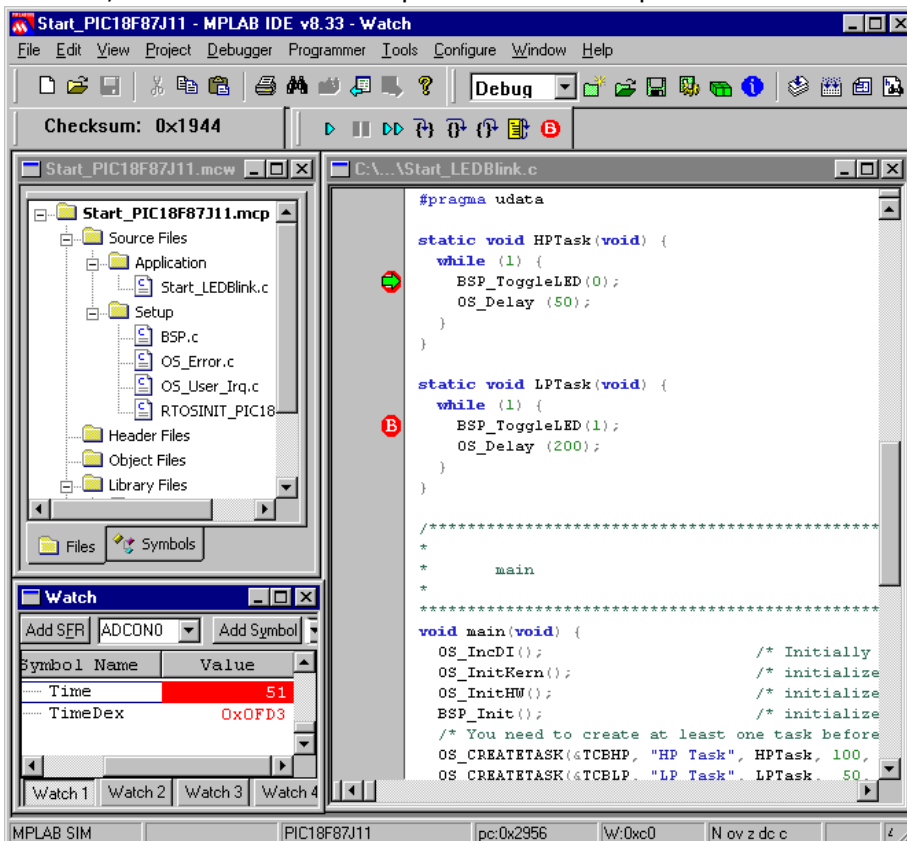 Start_PIC18F87J11 - MPLAB IDE v8.33 - Watch
File Edit View Project Debugger Programmer Tools Configure Window Help
Debug
Checksum: 0x1944
Start_PIC18F87J11.mcw
Start_PIC18F87J11.mcp
Source Files
Application
Start_LEDBlink.c
Setup
BSP.c
OS_Error.c
OS_User_Irq.c
RTOSINIT_PIC18
Header Files
Object Files
Library Files
Files Symbols
Watch
Add SFR ADCON0 Add Symbol
Symbol Name Value
Time 51
TimeDex 0x0FD3
Watch 1 Watch 2 Watch 3 Watch 4
C:\...\Start_LEDBlink.c
#pragma udata
static void HPTask(void) {
while (1) {
BSP_ToggleLED(0);
OS_Delay (50);
}
}
static void LPTask(void) {
B
while (1) {
BSP_ToggleLED(1);
OS_Delay (200);
}
}
/***********************************************
*
* main
*
************************************************
void main(void) {
OS_IncDI(); /* Initially
OS_InitKern(); /* initialize
OS_InitHW(); /* initialize
BSP_Init(); /* initialize
/* You need to create at least one task before
OS_CREATETASK(&TCBHP, "HP Task", HPTask, 100,
OS_CREATETASK(&TCBLP, "LP Task", LPTask, 50,
MPLAB SIM PIC18F87J11 pc:0x2956 W:0xc0 N ov z dc c